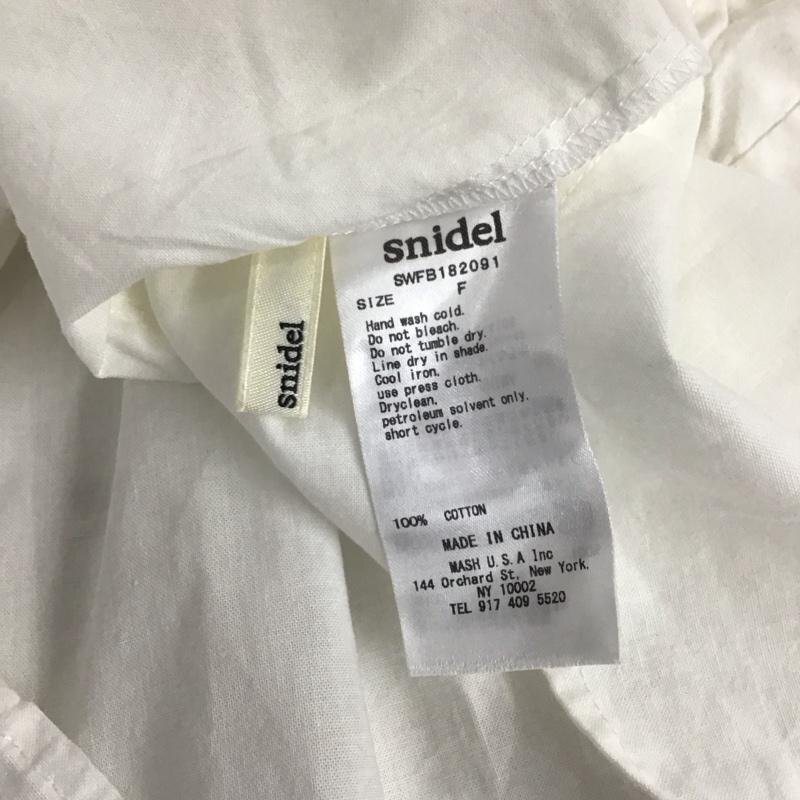 snidel
snidel
SWFB182091
SIZE F
Hand wash cold.
Do not bleach.
Do not tumble dry.
Line dry in shade.
Cool iron.
use press cloth.
Dryclean.
petroleum solvent only.
short cycle.
100% COTTON
MADE IN CHINA
MASH U.S.A Inc
144 Orchard St, New York,
NY 10002
TEL 917 409 5520